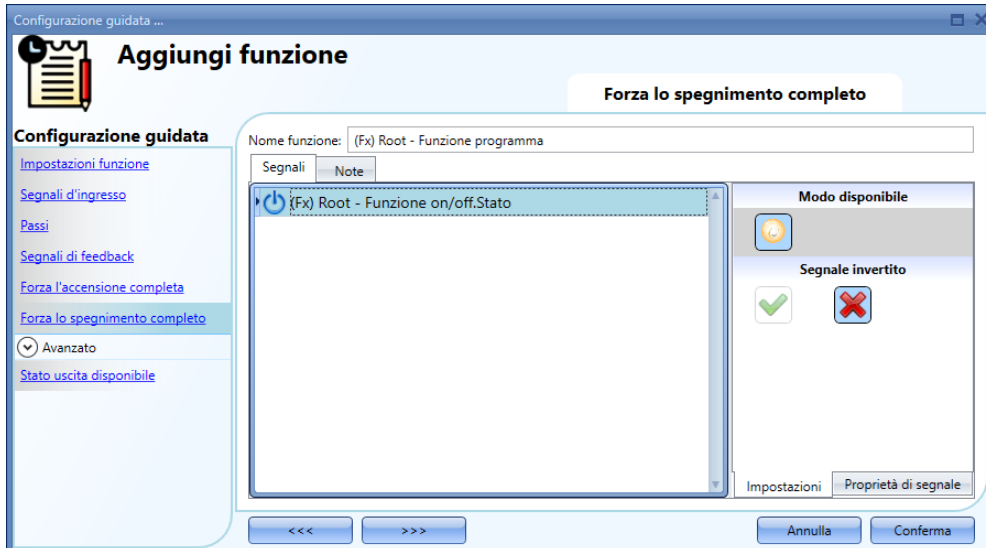 Configurazione guidata ...
Aggiungi funzione
Forza lo spegnimento completo
Configurazione guidata
Impostazioni funzione
Segnali d'ingresso
Passi
Segnali di feedback
Forza l'accensione completa
Forza lo spegnimento completo
Avanzato
Stato uscita disponibile
Nome funzione: (Fx) Root - Funzione programma
Segnali Note
(Fx) Root - Funzione on/off.Stato
Modo disponibile
Segnale invertito
Impostazioni Proprietà di segnale
<<< >>> Annulla Conferma